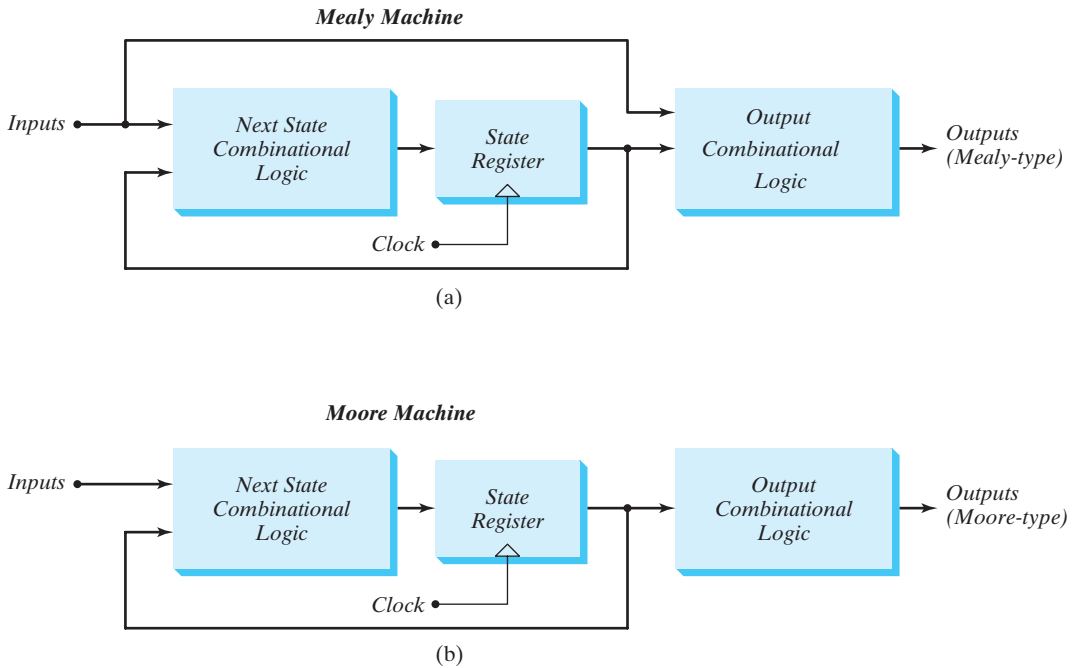 Mealy Machine
Inputs
Next State
Combinational
Logic
State
Register
Output
Combinational
Logic
Outputs
(Mealy-type)
Clock
(a)
Moore Machine
Inputs
Next State
Combinational
Logic
State
Register
Output
Combinational
Logic
Outputs
(Moore-type)
Clock
(b)